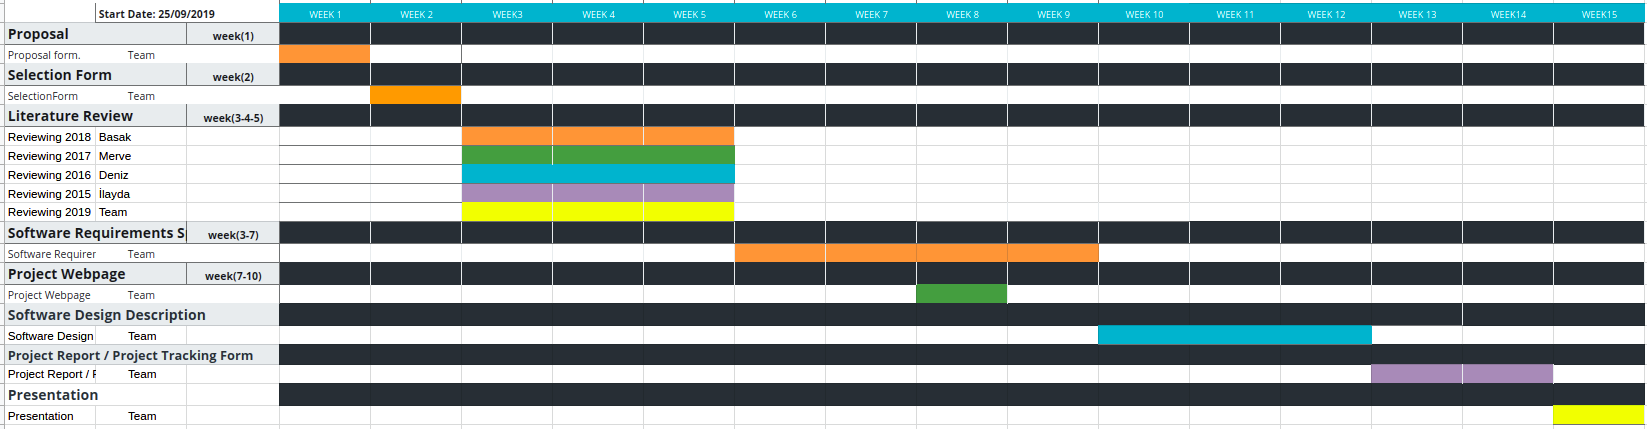 Start Date: 25/09/2019 WEEK 1 WEEK 2 WEEK3 WEEK 4 WEEK 5 WEEK 6 WEEK 7 WEEK 8 WEEK 9 WEEK 10 WEEK 11 WEEK 12 WEEK 13 WEEK14 WEEK15
Proposal week(1)
Proposal form. Team
Selection Form week(2)
SelectionForm Team
Literature Review week(3-4-5)
Reviewing 2018 Basak
Reviewing 2017 Merve
Reviewing 2016 Deniz
Reviewing 2015 İlayda
Reviewing 2019 Team
Software Requirements S week(3-7)
Software Requirer Team
Project Webpage week(7-10)
Project Webpage Team
Software Design Description
Software Design Team
Project Report / Project Tracking Form
Project Report / F Team
Presentation
Presentation Team